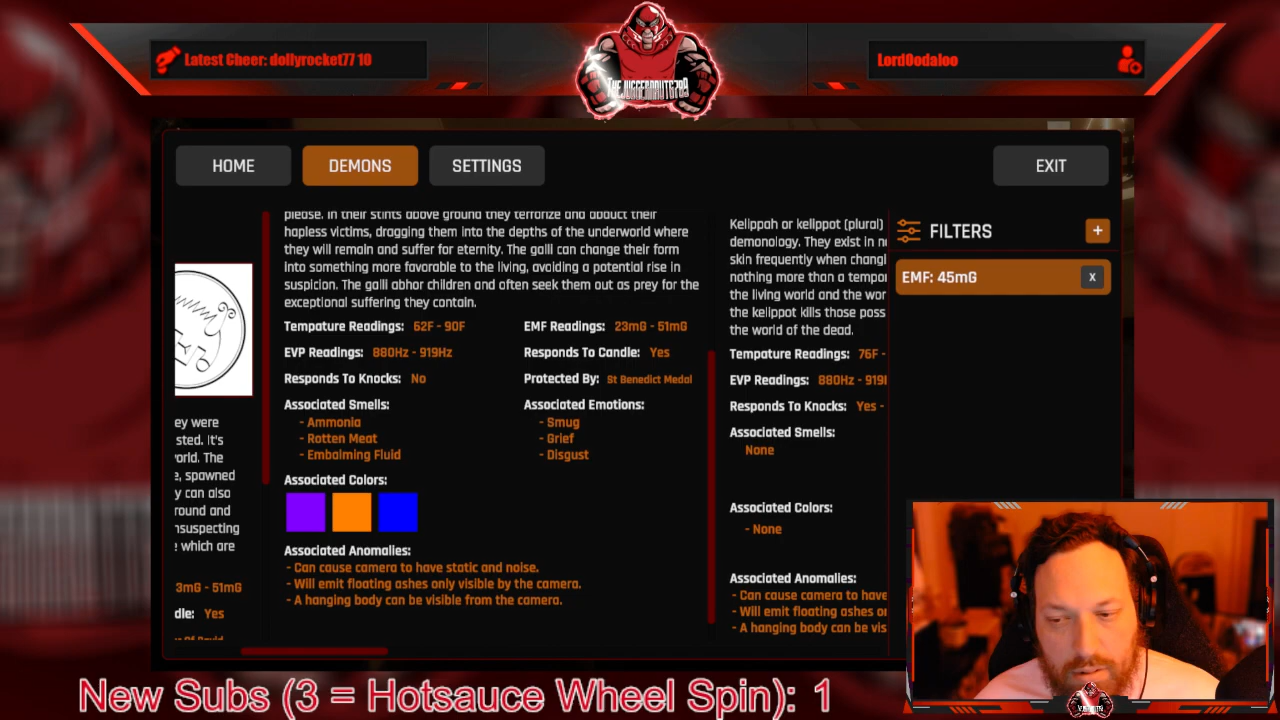 Latest Cheer: dollyrocket77 10
THEJUGGERNAUT6789
LordOodaloo
HOME
DEMONS
SETTINGS
EXIT
please. In their stints above ground they terrorize and abduct their
hapless victims, dragging them into the depths of the underworld where
they will remain and suffer for eternity. The galli can change their form
into something more favorable to the living, avoiding a potential rise in
suspicion. The galli abhor children and often seek them out as prey for the
exceptional suffering they contain.
Tempature Readings: 62F - 90F
EMF Readings: 23mG - 51mG
EVP Readings: 880Hz - 919Hz
Responds To Candle: Yes
Responds To Knocks: No
Protected By: St Benedict Medal
Associated Smells:
- Ammonia
- Rotten Meat
- Embalming Fluid
Associated Emotions:
- Smug
- Grief
- Disgust
Associated Colors:
Associated Anomalies:
- Can cause camera to have static and noise.
- Will emit floating ashes only visible by the camera.
- A hanging body can be visible from the camera.
ey were
sted. It's
orld. The
e, spawned
y can also
round and
nsuspecting
e which are
3mG - 51mG
dle: Yes
Kelippah or kelippot (plural)
demonology. They exist in n
skin frequently when changi
nothing more than a tempor
the living world and the wor
the kelippot kills those pass
the world of the dead.
Tempature Readings: 76F -
EVP Readings: 880Hz - 919
Responds To Knocks: Yes -
Associated Smells:
None
Associated Colors:
- None
Associated Anomalies:
- Can cause camera to have
- Will emit floating ashes o
- A hanging body can be vis
FILTERS
+
EMF: 45mG
X
New Subs (3 = Hotsauce Wheel Spin): 1